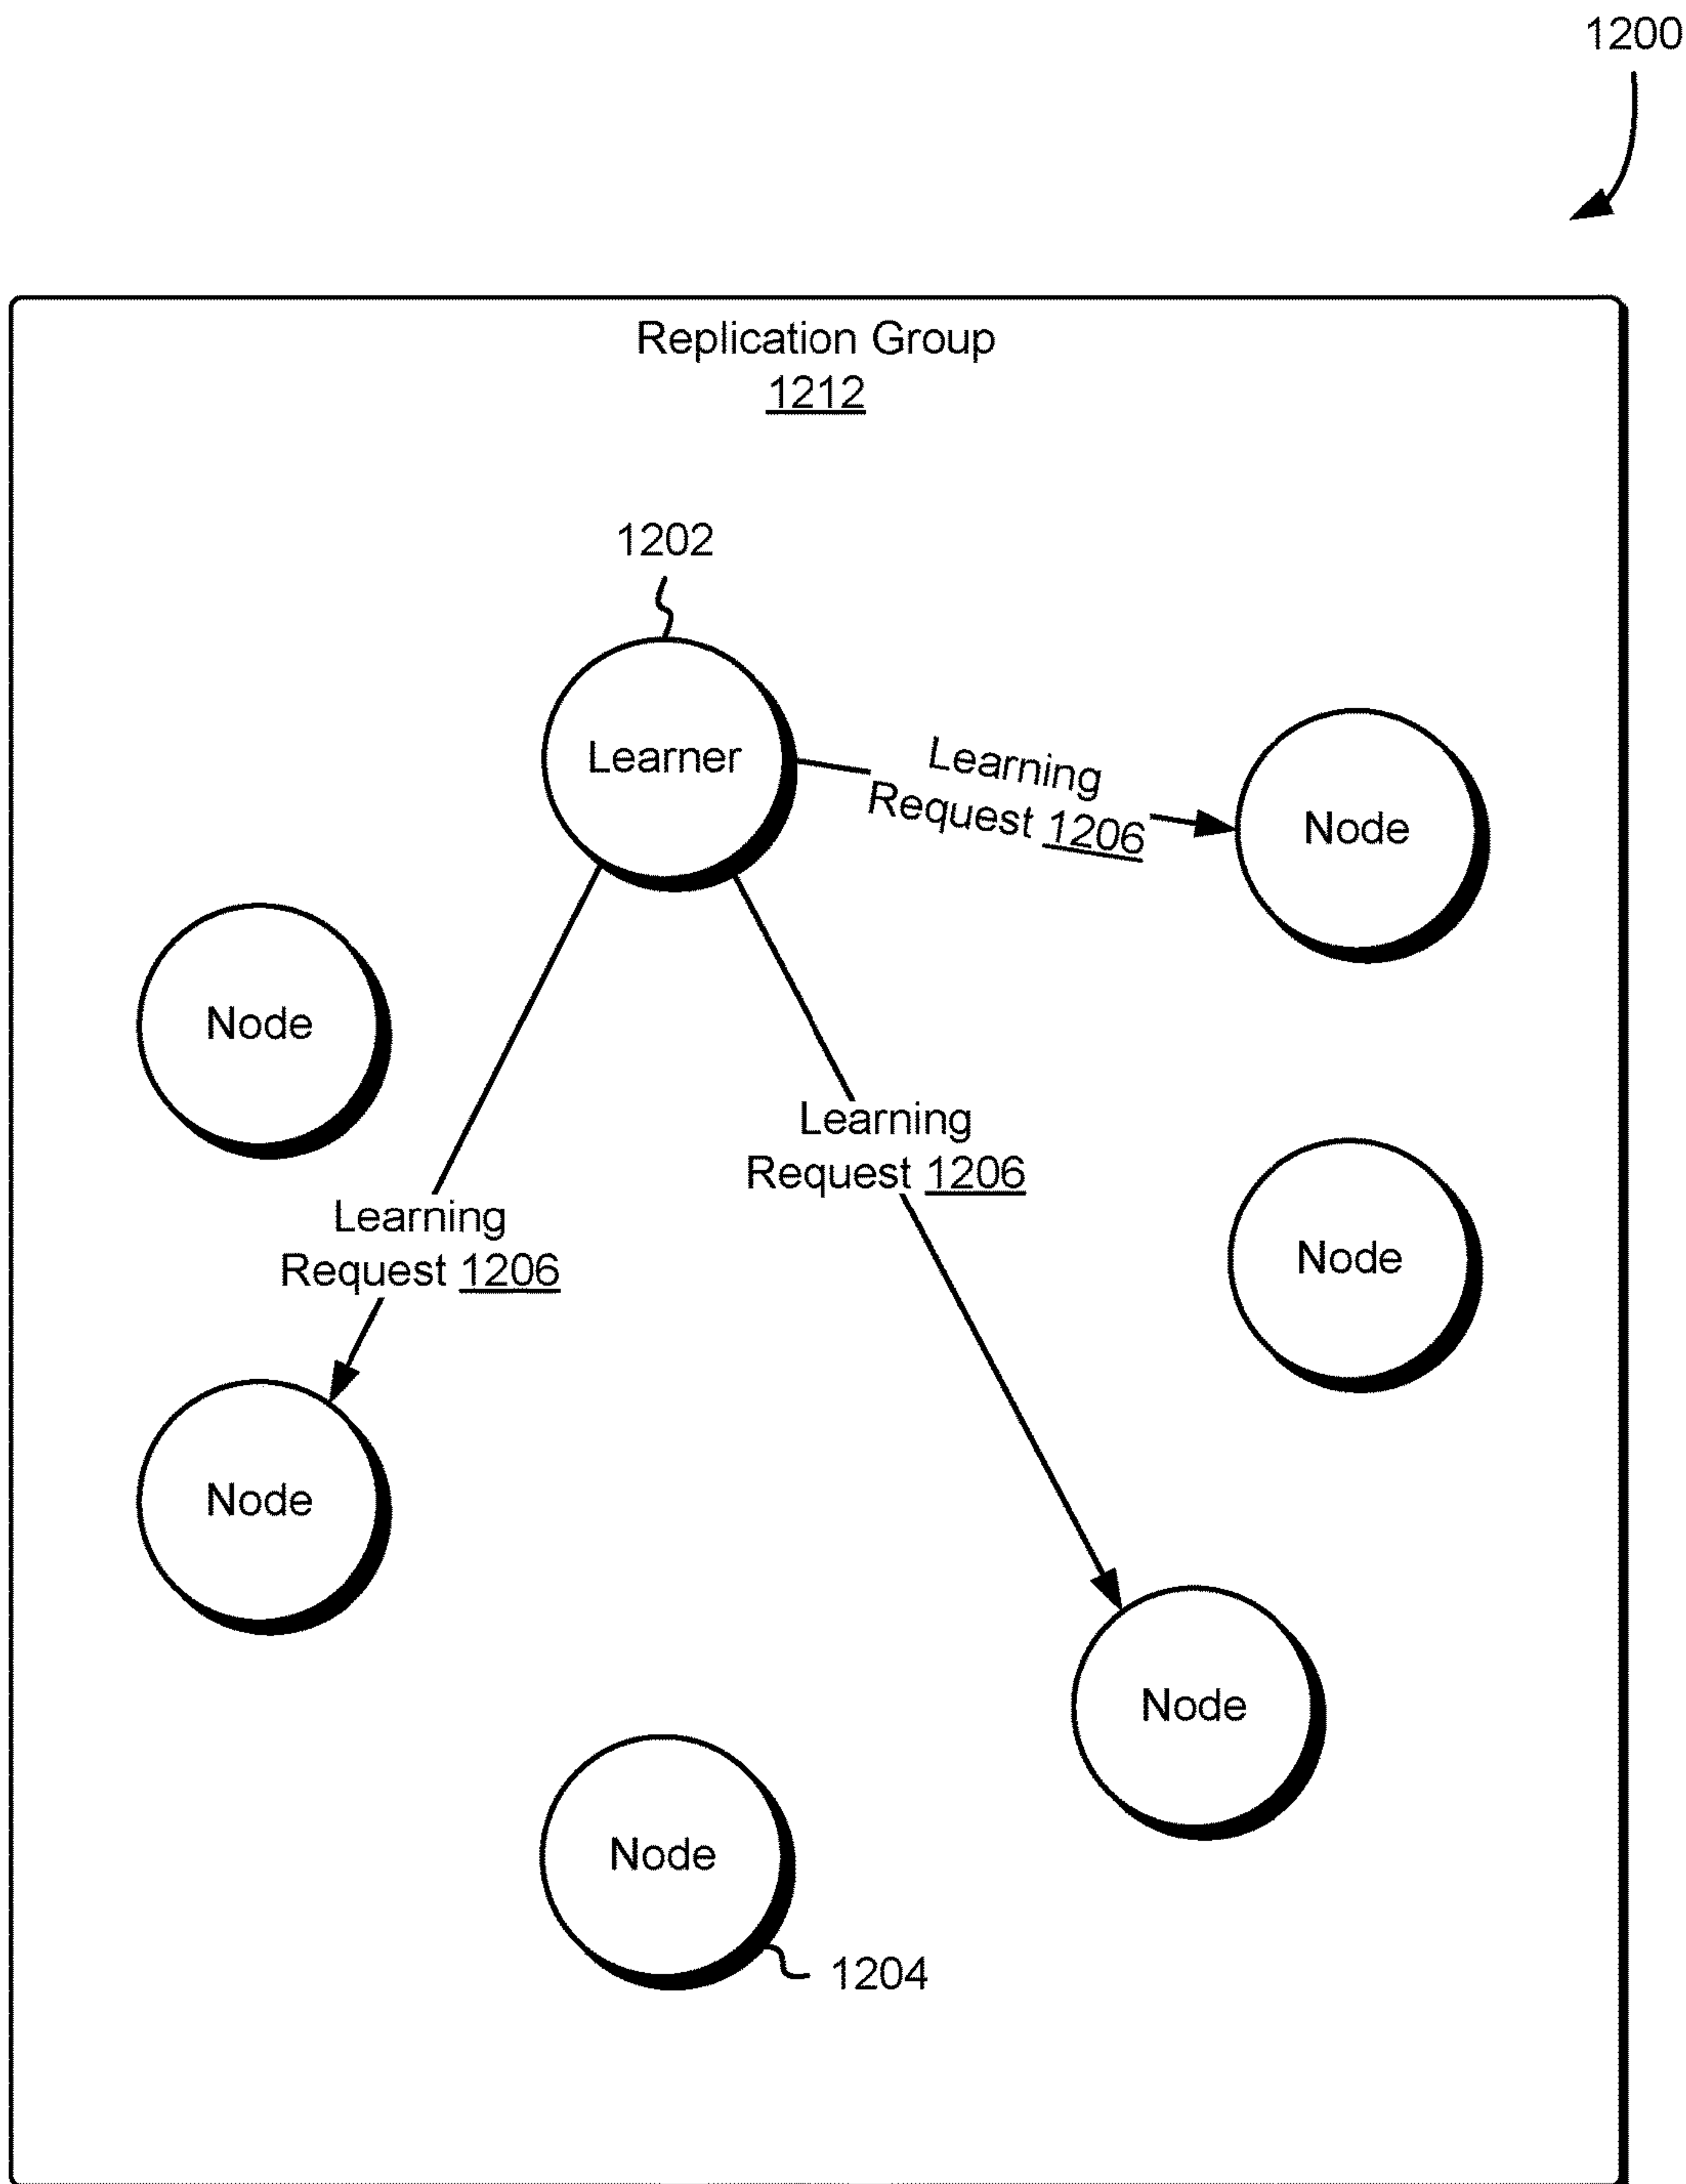 1200
Replication Group
1212
1202
Learner
Learning
Request 1206
Node
Node
Learning
Request 1206
Node
Learning
Request 1206
Node
Node
Node
1204